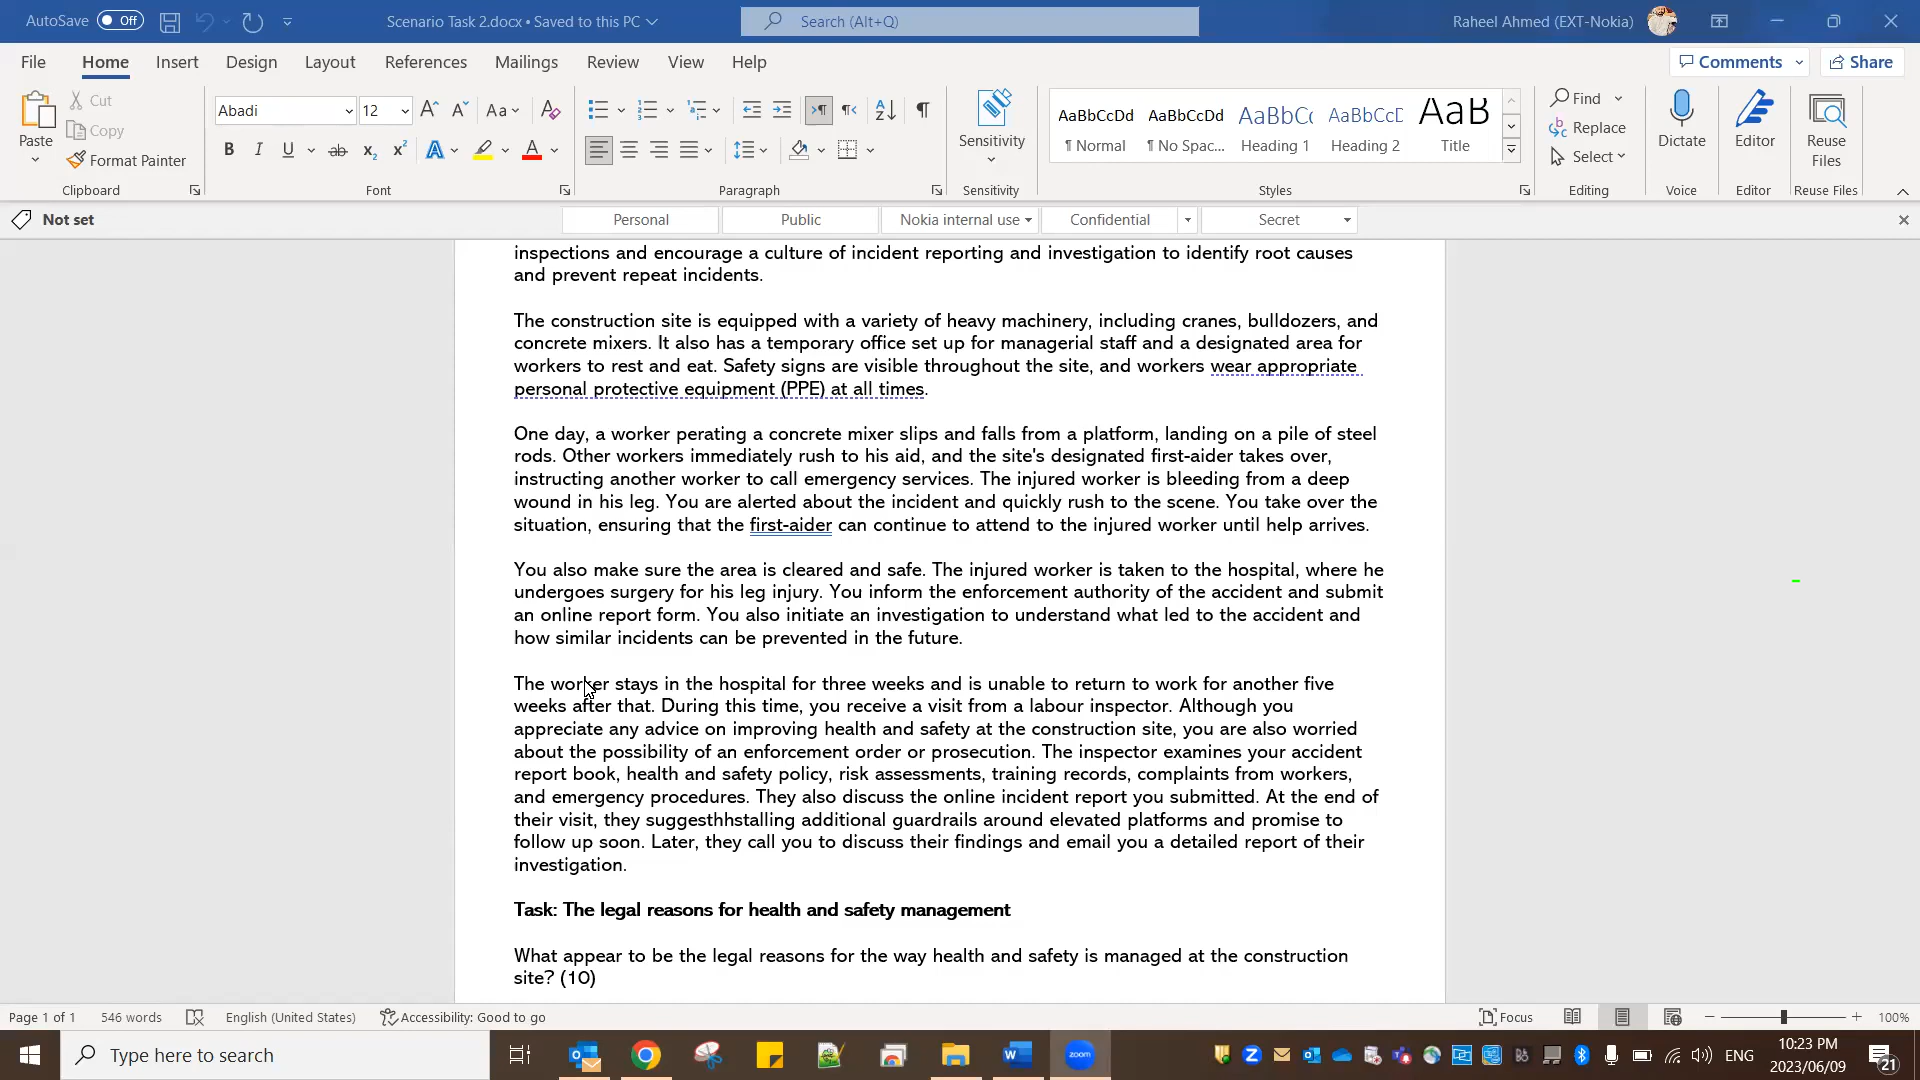 AutoSave Off Scenario Task 2.docx • Saved to this PC Search (Alt+Q) Raheel Ahmed (EXT-Nokia)
File Home Insert Design Layout References Mailings Review View Help Comments Share
Paste Cut Copy Format Painter Clipboard
Abadi 12 Aa Font
Paragraph
Sensitivity Sensitivity
AaBbCcDd AaBbCcDd AaBbCc AaBbCcD AaB
¶ Normal ¶ No Spac... Heading 1 Heading 2 Title
Styles
Find Replace Select Editing
Dictate Voice
Editor Editor
Reuse Files Reuse Files
Not set Personal Public Nokia internal use Confidential Secret
inspections and encourage a culture of incident reporting and investigation to identify root causes
and prevent repeat incidents.
The construction site is equipped with a variety of heavy machinery, including cranes, bulldozers, and
concrete mixers. It also has a temporary office set up for managerial staff and a designated area for
workers to rest and eat. Safety signs are visible throughout the site, and workers wear appropriate
personal protective equipment (PPE) at all times.
One day, a worker perating a concrete mixer slips and falls from a platform, landing on a pile of steel
rods. Other workers immediately rush to his aid, and the site's designated first-aider takes over,
instructing another worker to call emergency services. The injured worker is bleeding from a deep
wound in his leg. You are alerted about the incident and quickly rush to the scene. You take over the
situation, ensuring that the first-aider can continue to attend to the injured worker until help arrives.
You also make sure the area is cleared and safe. The injured worker is taken to the hospital, where he
undergoes surgery for his leg injury. You inform the enforcement authority of the accident and submit
an online report form. You also initiate an investigation to understand what led to the accident and
how similar incidents can be prevented in the future.
The worker stays in the hospital for three weeks and is unable to return to work for another five
weeks after that. During this time, you receive a visit from a labour inspector. Although you
appreciate any advice on improving health and safety at the construction site, you are also worried
about the possibility of an enforcement order or prosecution. The inspector examines your accident
report book, health and safety policy, risk assessments, training records, complaints from workers,
and emergency procedures. They also discuss the online incident report you submitted. At the end of
their visit, they suggesthhstalling additional guardrails around elevated platforms and promise to
follow up soon. Later, they call you to discuss their findings and email you a detailed report of their
investigation.
Task: The legal reasons for health and safety management
What appear to be the legal reasons for the way health and safety is managed at the construction
site? (10)
Page 1 of 1 546 words English (United States) Accessibility: Good to go Focus 100%
Type here to search zoom ENG 10:23 PM
2023/06/09 21